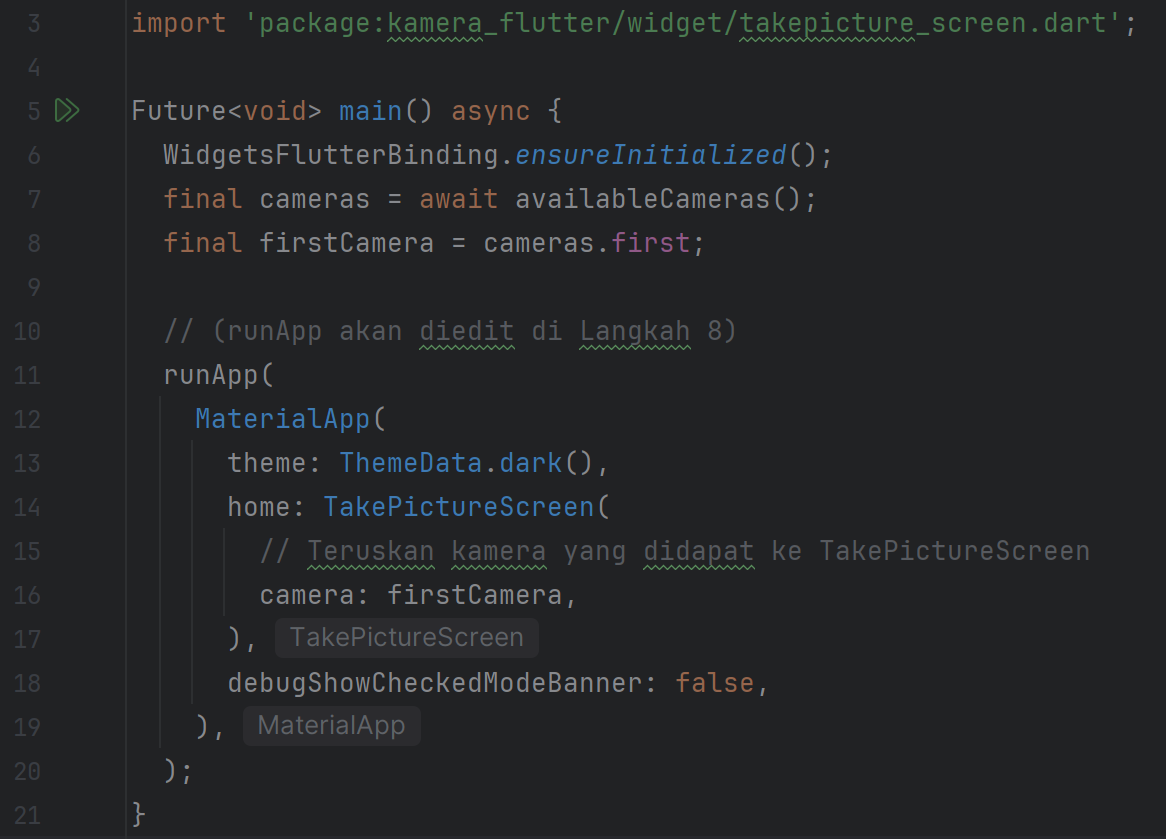 3 import 'package:kamera_flutter/widget/takepicture_screen.dart';
4
5 Future<void> main() async {
6 WidgetsFlutterBinding.ensureInitialized();
7 final cameras = await availableCameras();
8 final firstCamera = cameras.first;
9
10 // (runApp akan diedit di Langkah 8)
11 runApp(
12 MaterialApp(
13 theme: ThemeData.dark(),
14 home: TakePictureScreen(
15 // Teruskan kamera yang didapat ke TakePictureScreen
16 camera: firstCamera,
17 ), TakePictureScreen
18 debugShowCheckedModeBanner: false,
19 ), MaterialApp
20 );
21 }